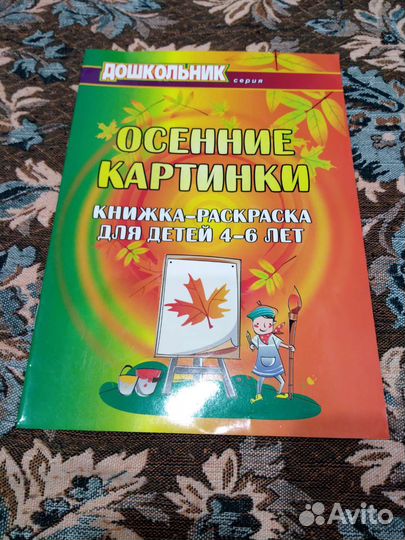 ДОШКОЛЬНИК
серия
ОСЕННИЕ
КАРТИНКИ
КНИЖКА-РАСКРАСКА
ДЛЯ ДЕТЕЙ 4-6 ЛЕТ
Avito